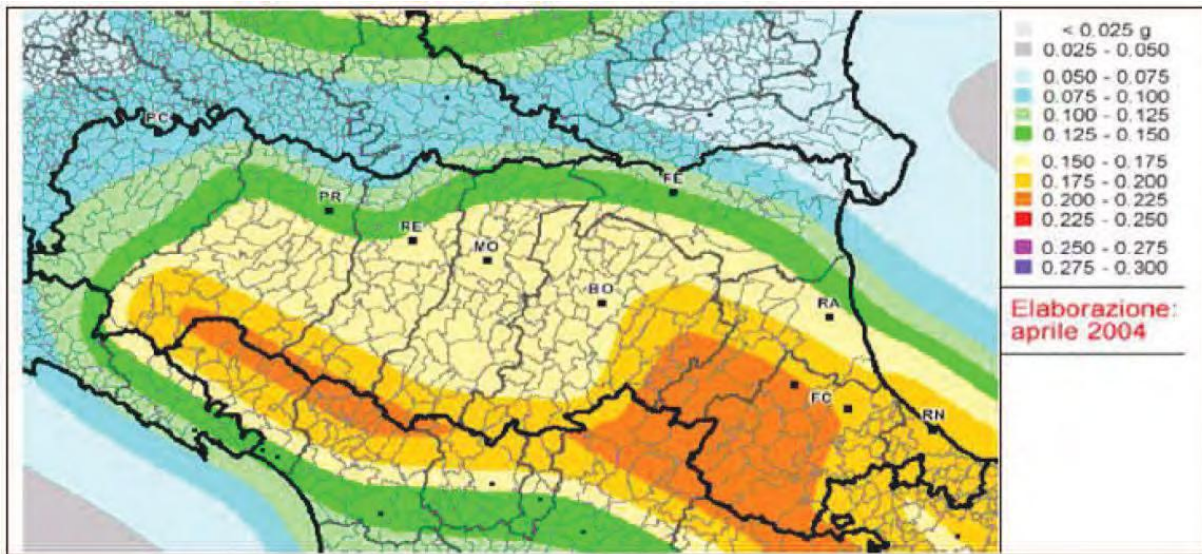 < 0.025 g
0.025 - 0.050
0.050 - 0.075
0.075 - 0.100
0.100 - 0.125
0.125 - 0.150
0.150 - 0.175
0.175 - 0.200
0.200 - 0.225
0.225 - 0.250
0.250 - 0.275
0.275 - 0.300
Elaborazione:
aprile 2004
PC
PR
RE
MO
FE
BO
RA
FC
RN